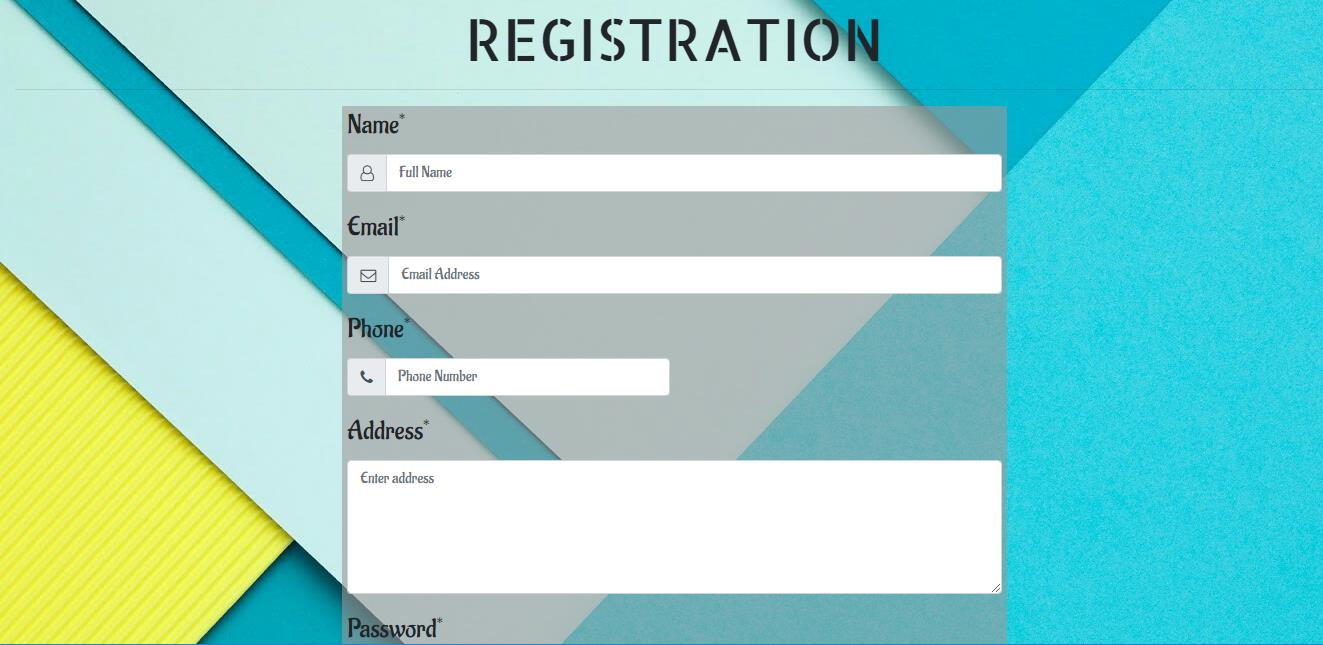 REGISTRATION
Name*
Full Name
Email*
Email Address
Phone*
Phone Number
Address*
Enter address
Password*